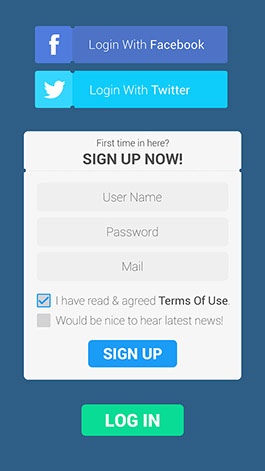 Login With Facebook
Login With Twitter
First time in here?
SIGN UP NOW!
User Name
Password
Mail
I have read & agreed Terms Of Use.
Would be nice to hear latest news!
SIGN UP
LOG IN